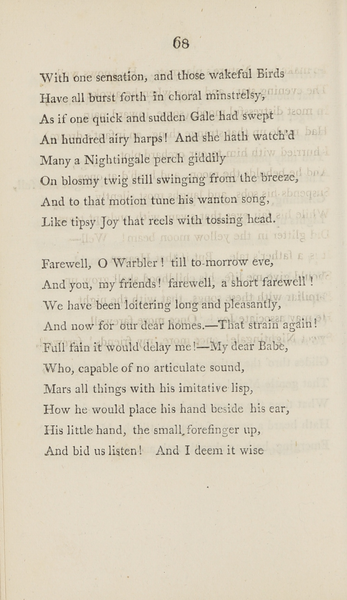 68
With one sensation, and those wakeful Birds
Have all burst forth in choral minstrelsy,
As if one quick and sudden Gale had swept
An hundred airy harps! And she hath watch'd
Many a Nightingale perch giddily
On blosmy twig still swinging from the breeze,
And to that motion tune his wanton song,
Like tipsy Joy that reels with tossing head.
Farewell, O Warbler! till to-morrow eve,
And you, my friends! farewell, a short farewell!
We have been loitering long and pleasantly,
And now for our dear homes.—That strain again!
Full fain it would delay me!—My dear Babe,
Who, capable of no articulate sound,
Mars all things with his imitative lisp,
How he would place his hand beside his ear,
His little hand, the small forefinger up,
And bid us listen! And I deem it wise